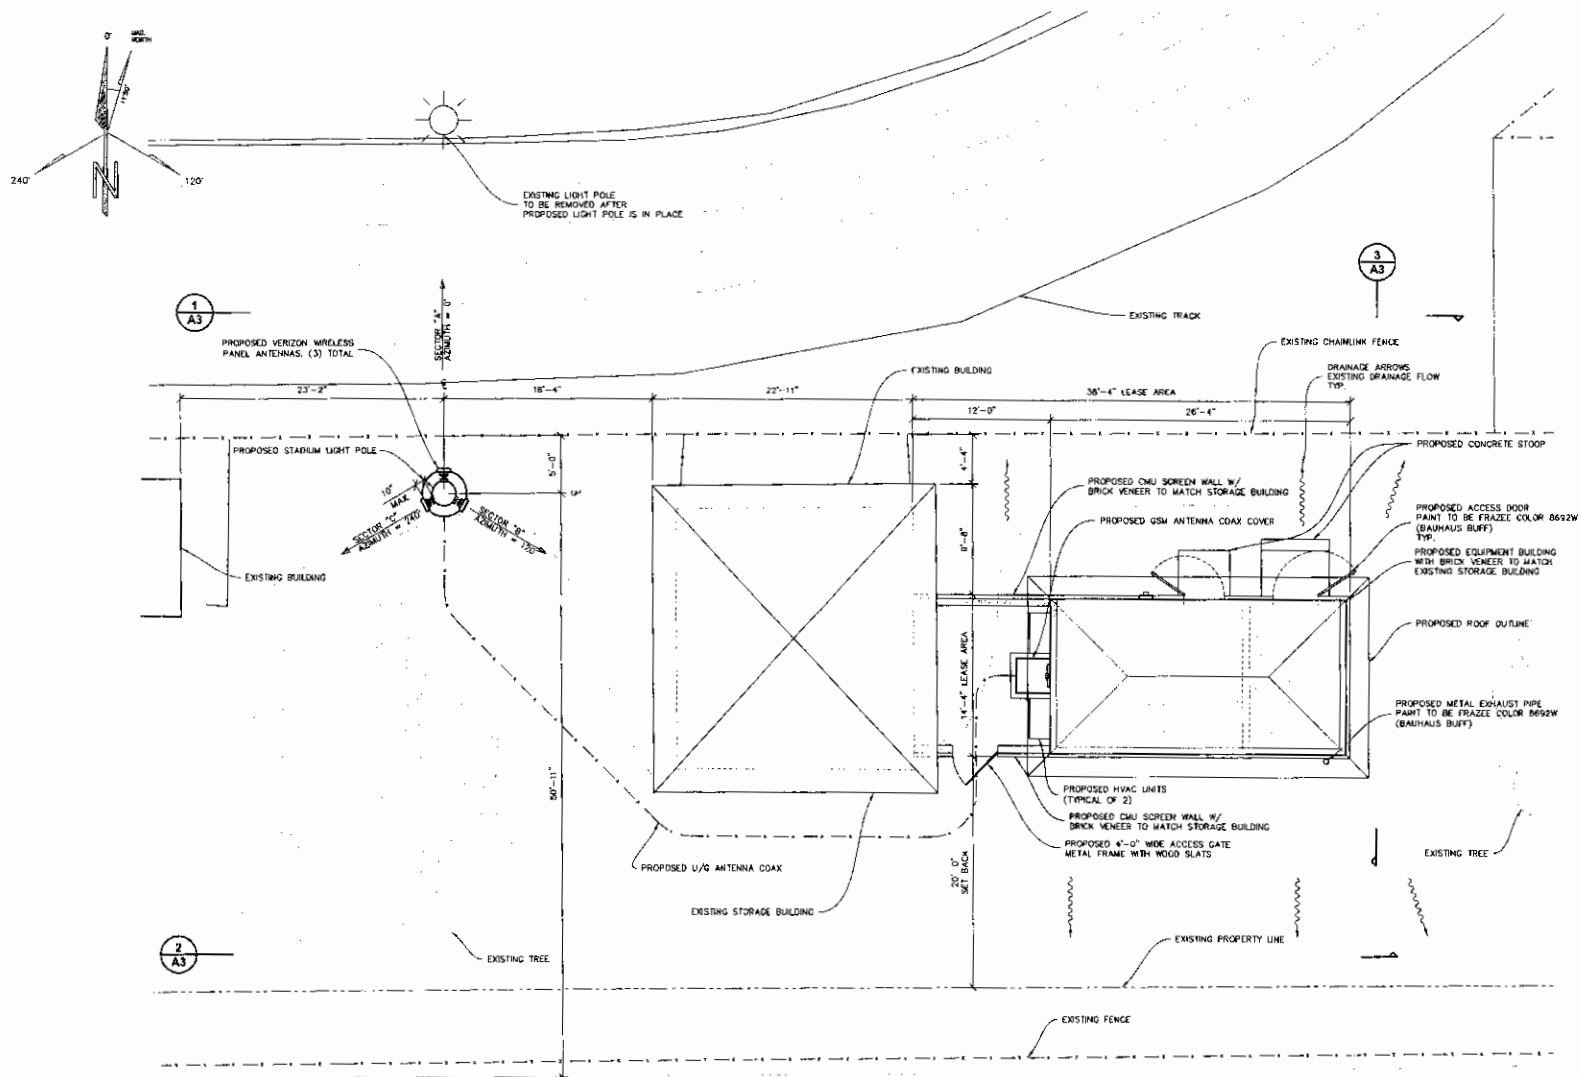 0°
MAG.
NORTH
240°
120°
N
EXISTING LIGHT POLE
TO BE REMOVED AFTER
PROPOSED LIGHT POLE IS IN PLACE
3
A3
1
A3
SECTOR "A"
AZIMUTH = 0°
EXISTING TRACK
PROPOSED VERIZON WIRELESS
PANEL ANTENNAS. (3) TOTAL
EXISTING CHAINLINK FENCE
EXISTING BUILDING
DRAINAGE ARROWS
EXISTING DRAINAGE FLOW
TYP.
23'-2"
18'-4"
22'-11"
38'-4" LEASE AREA
12'-0"
26'-4"
PROPOSED STADIUM LIGHT POLE
5'-0"
4'-4"
PROPOSED CONCRETE STOOP
10"
MAX.
PROPOSED CMU SCREEN WALL W/
BRICK VENEER TO MATCH STORAGE BUILDING
SECTOR "C"
AZIMUTH = 240°
SECTOR "B"
AZIMUTH = 120°
PROPOSED GSM ANTENNA COAX COVER
9'-8"
PROPOSED ACCESS DOOR
PAINT TO BE FRAZEE COLOR 8692W
(BAUHAUS BUFF)
TYP.
PROPOSED EQUIPMENT BUILDING
WITH BRICK VENEER TO MATCH
EXISTING STORAGE BUILDING
EXISTING BUILDING
PROPOSED ROOF OUTLINE
14'-4" LEASE AREA
PROPOSED METAL EXHAUST PIPE
PAINT TO BE FRAZEE COLOR 8692W
(BAUHAUS BUFF)
50'-11"
PROPOSED HVAC UNITS
(TYPICAL OF 2)
PROPOSED CMU SCREEN WALL W/
BRICK VENEER TO MATCH STORAGE BUILDING
PROPOSED 4'-0" WIDE ACCESS GATE
METAL FRAME WITH WOOD SLATS
EXISTING TREE
PROPOSED U/G ANTENNA COAX
20'-0"
SET BACK
EXISTING STORAGE BUILDING
2
A3
EXISTING TREE
EXISTING PROPERTY LINE
EXISTING FENCE